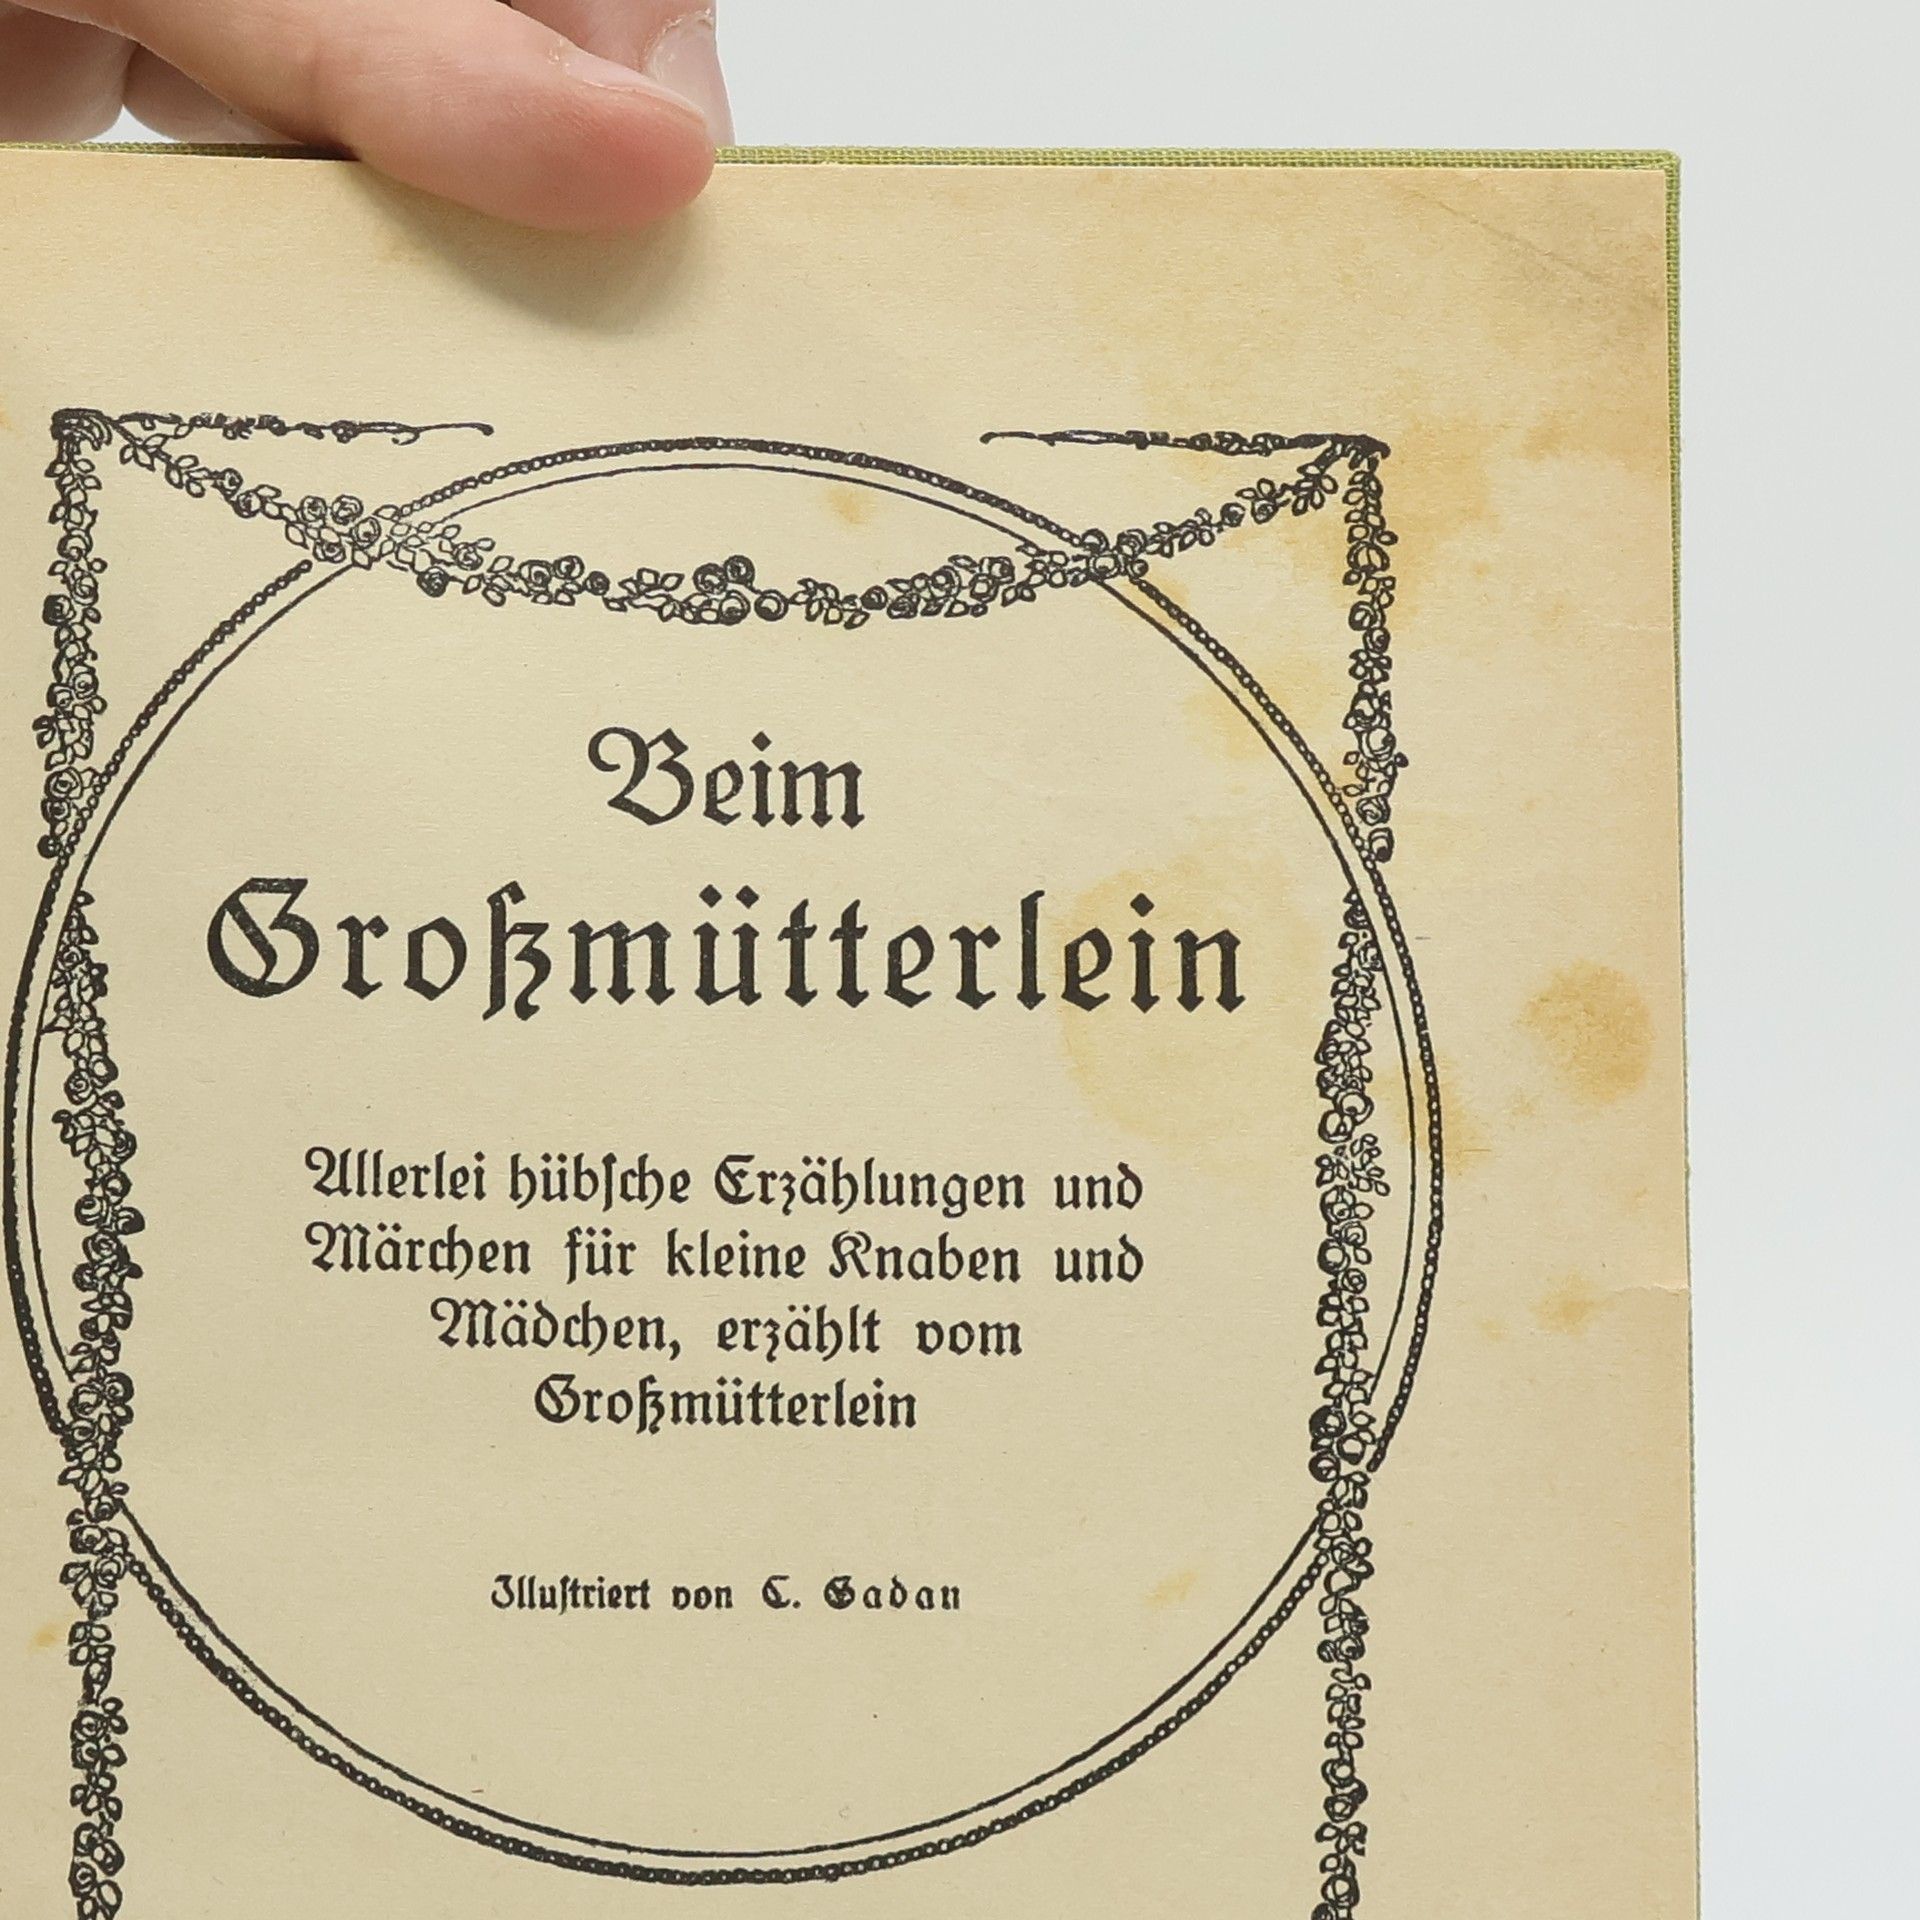 Beim
Großmütterlein
Allerlei hübſche Erzählungen und
Märchen für kleine Knaben und
Mädchen, erzählt vom
Großmütterlein
Illuſtriert von C. Gadan